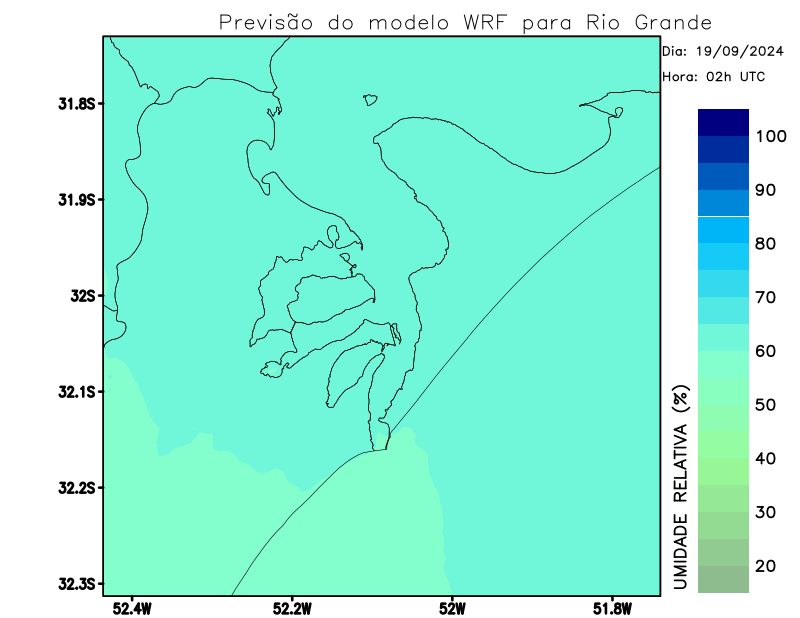 Previsão do modelo WRF para Rio Grande
Dia: 19/09/2024
Hora: 02h UTC
31.8S
31.9S
32S
32.1S
32.2S
32.3S
52.4W
52.2W
52W
51.8W
100
90
80
70
60
50
40
30
20
UMIDADE RELATIVA (%)